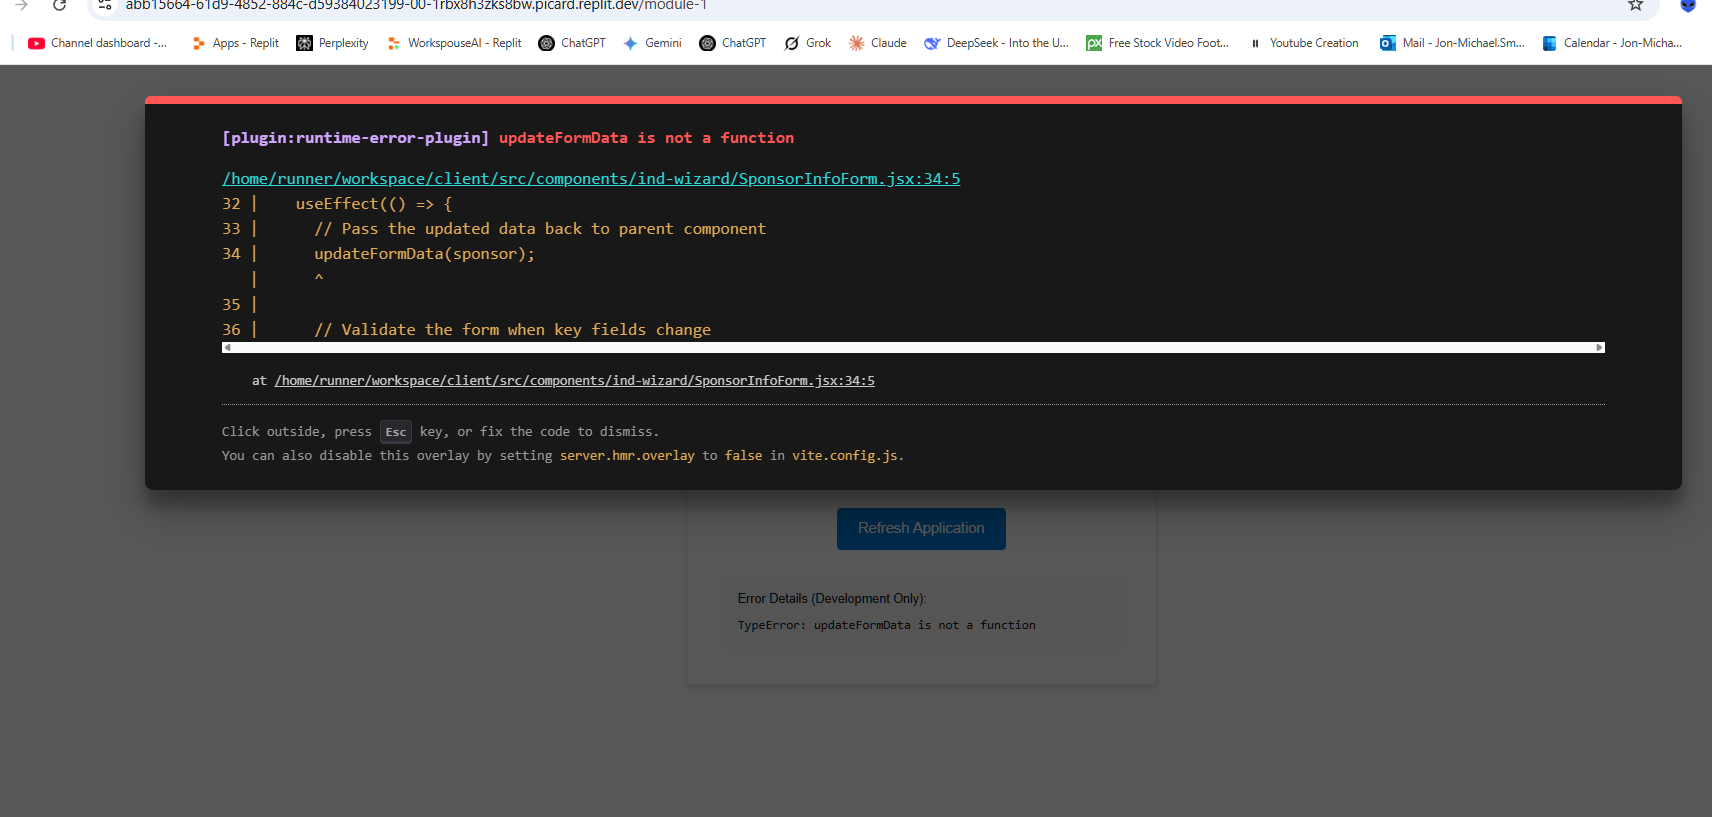 abb15664-61d9-4852-884c-d59384023199-00-1rbx8h3zks8bw.picard.replit.dev/module-1
Channel dashboard -... Apps - Replit Perplexity WorkspouseAI - Replit ChatGPT Gemini ChatGPT Grok Claude DeepSeek - Into the U... Free Stock Video Foot... Youtube Creation Mail - Jon-Michael.Sm... Calendar - Jon-Micha...
[plugin:runtime-error-plugin] updateFormData is not a function
/home/runner/workspace/client/src/components/ind-wizard/SponsorInfoForm.jsx:34:5
32 |    useEffect(() => {
33 |      // Pass the updated data back to parent component
34 |      updateFormData(sponsor);
   |      ^
35 |
36 |      // Validate the form when key fields change
at /home/runner/workspace/client/src/components/ind-wizard/SponsorInfoForm.jsx:34:5
Click outside, press Esc key, or fix the code to dismiss.
You can also disable this overlay by setting server.hmr.overlay to false in vite.config.js.
Refresh Application
Error Details (Development Only):
TypeError: updateFormData is not a function